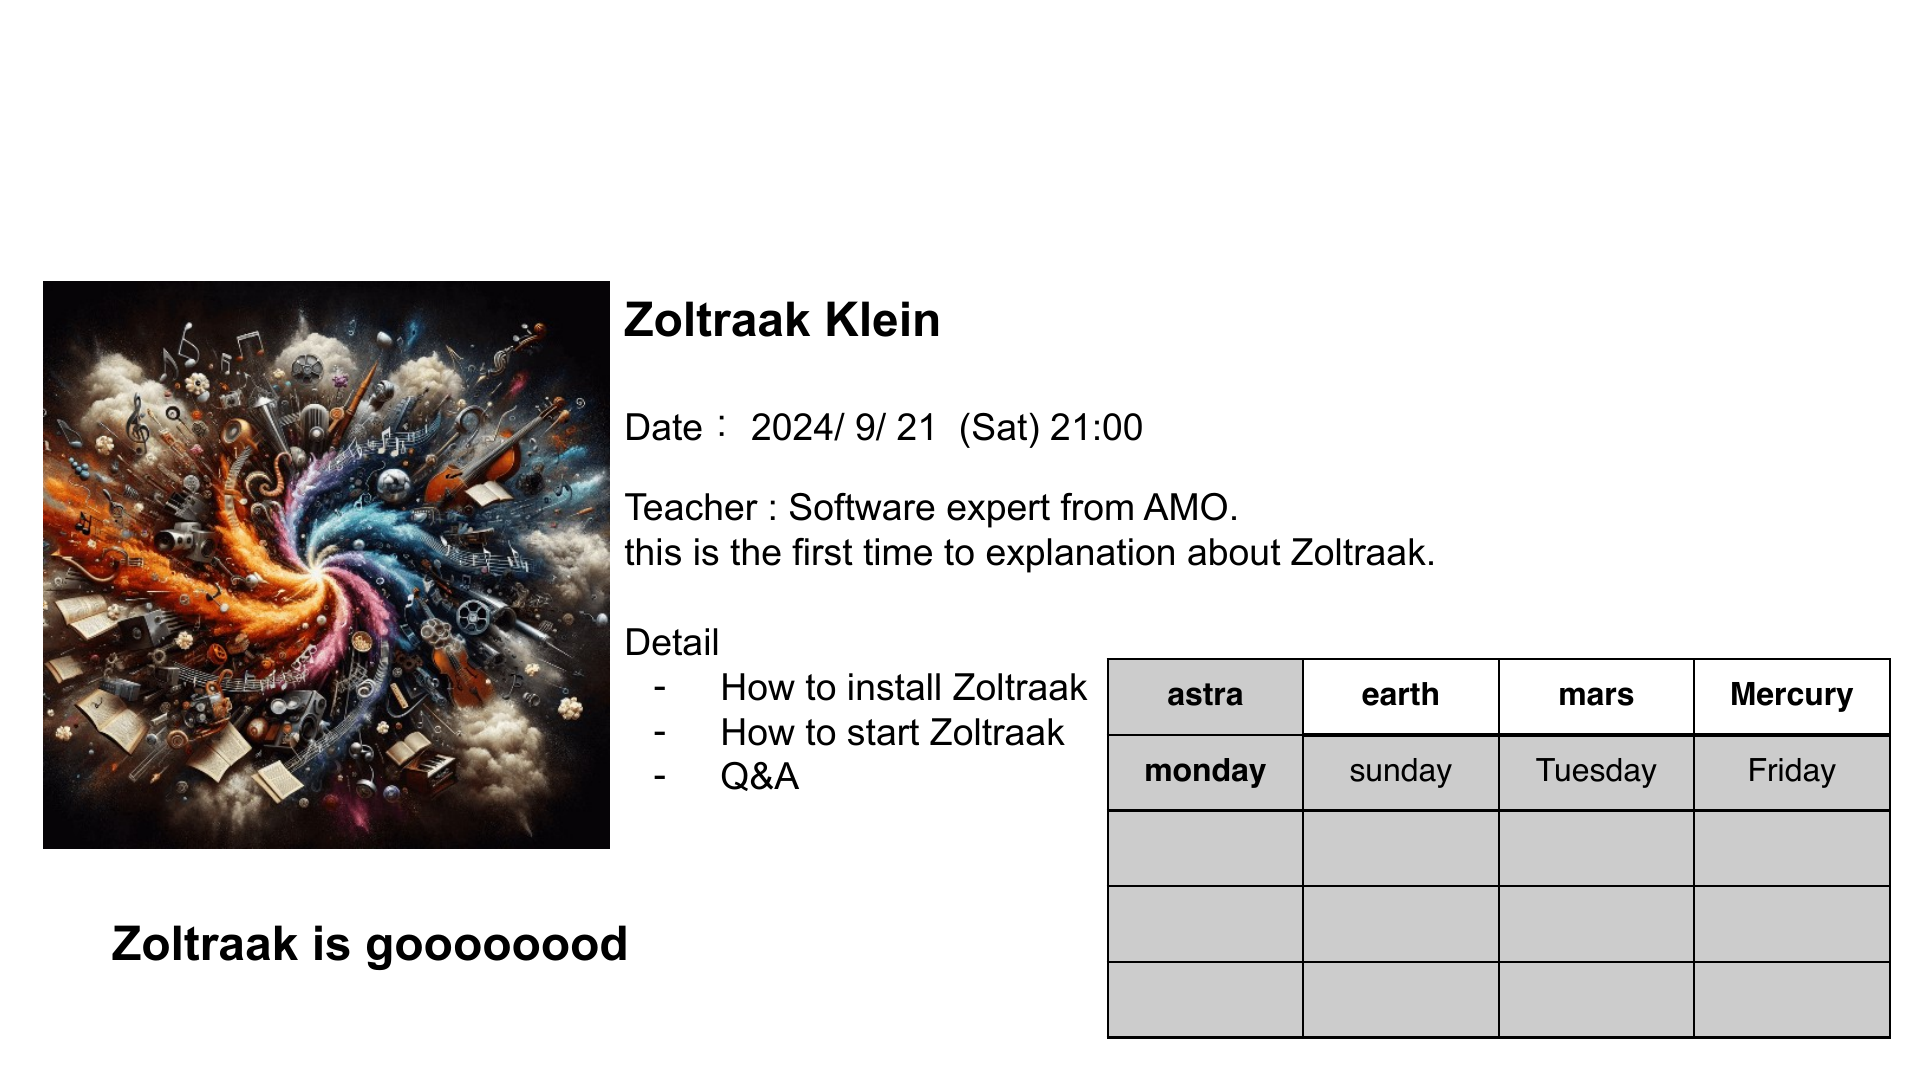 Zoltraak Klein
Date： 2024/ 9/ 21  (Sat) 21:00
Teacher : Software expert from AMO.
this is the first time to explanation about Zoltraak.
Detail
- How to install Zoltraak
- How to start Zoltraak
- Q&A
astra earth mars Mercury
monday sunday Tuesday Friday
Zoltraak is goooooood